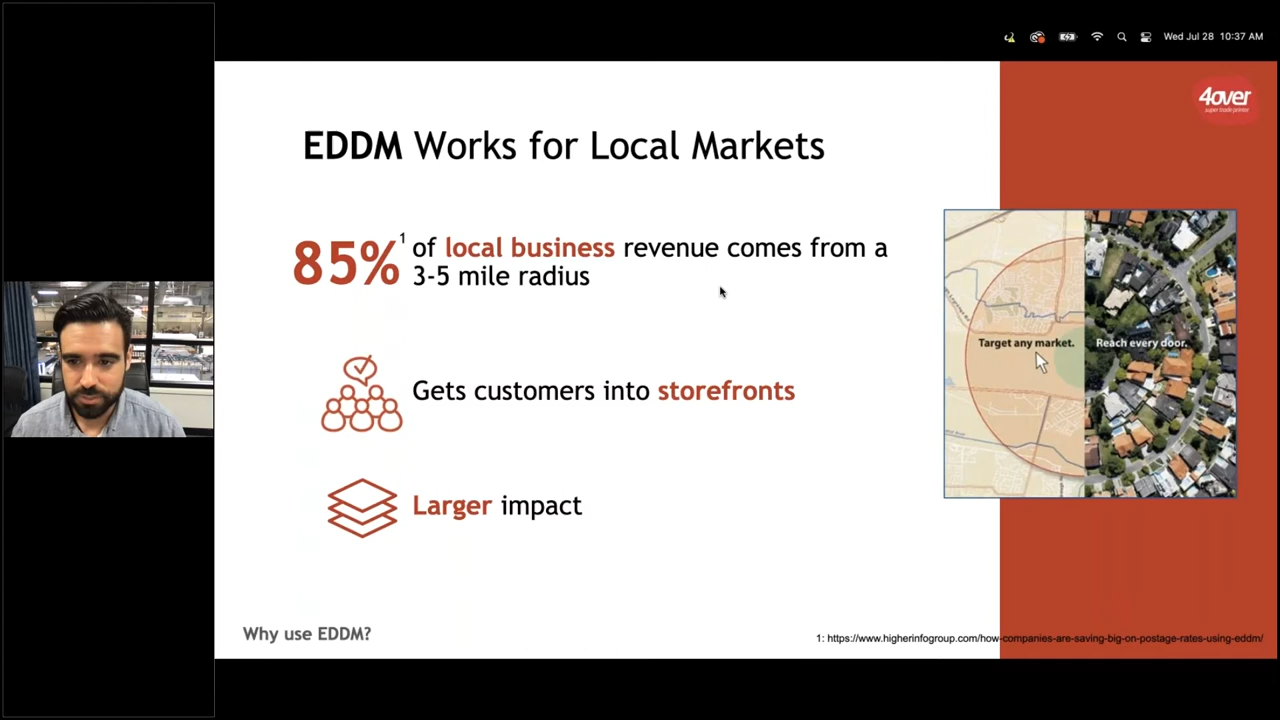 Wed Jul 28 10:37 AM
4over
super trade printer
EDDM Works for Local Markets
85%¹ of local business revenue comes from a
3-5 mile radius
Target any market.
Reach every door.
Gets customers into storefronts
Larger impact
Why use EDDM?
1: https://www.higherinfogroup.com/how-companies-are-saving-big-on-postage-rates-using-eddm/